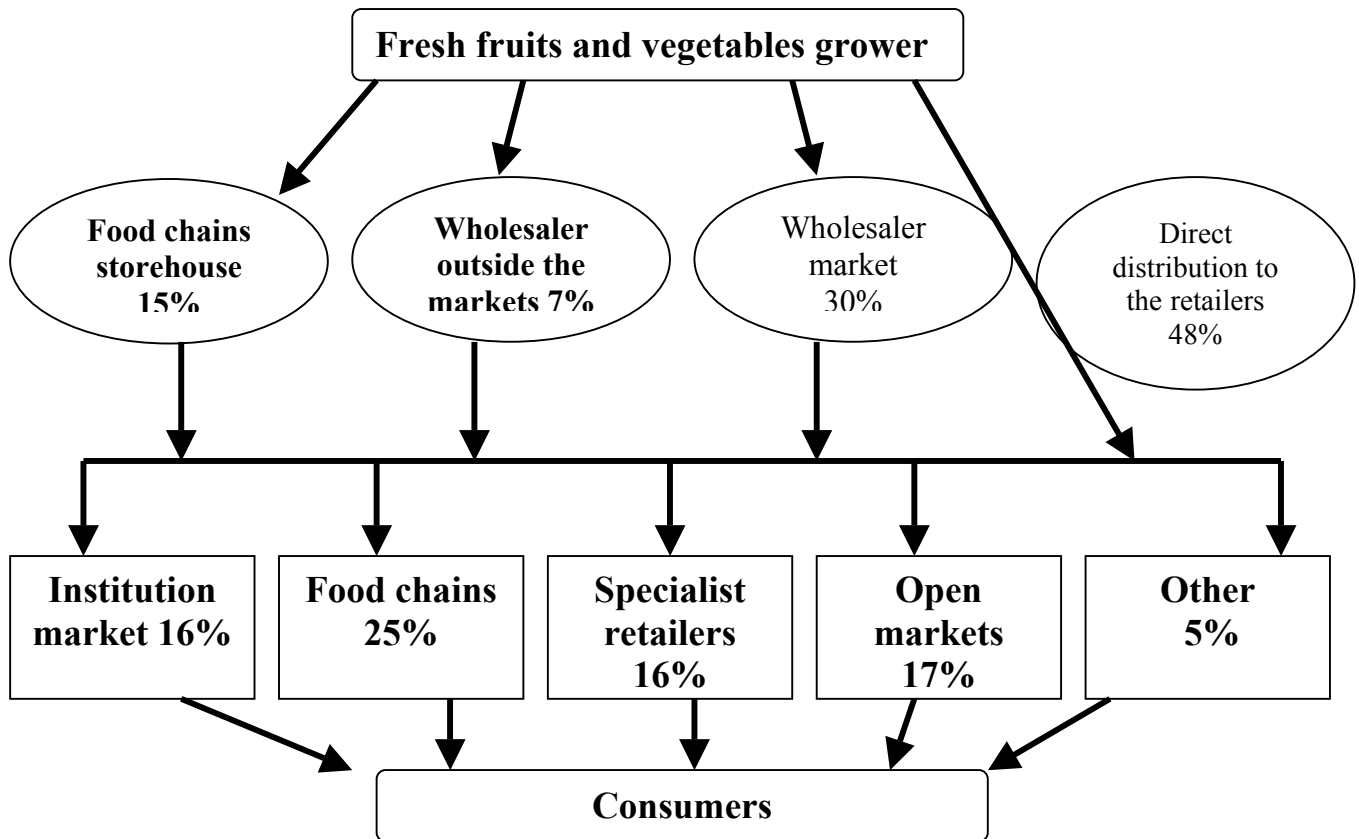 Fresh fruits and vegetables grower
Food chains
storehouse
15%
Wholesaler
outside the
markets 7%
Wholesaler
market
30%
Direct
distribution to
the retailers
48%
Institution
market 16%
Food chains
25%
Specialist
retailers
16%
Open
markets
17%
Other
5%
Consumers